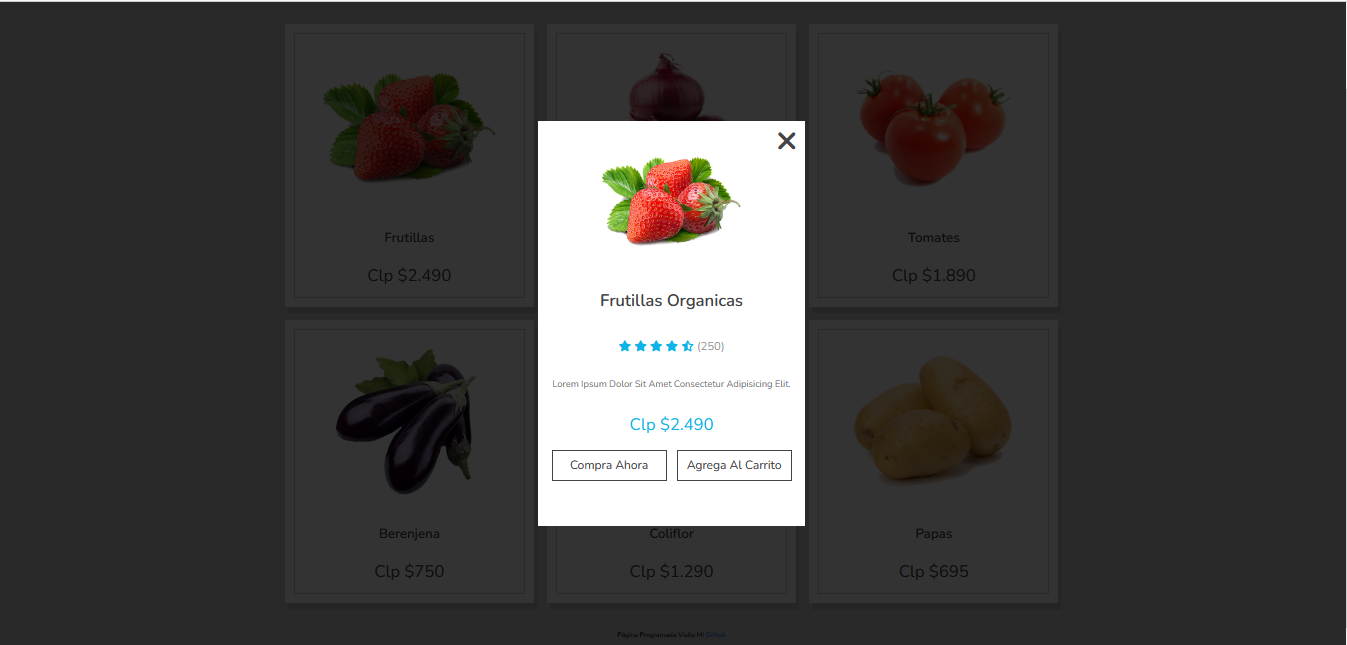 Frutillas
Clp $2.490
Tomates
Clp $1.890
Frutillas Organicas
(250)
Lorem Ipsum Dolor Sit Amet Consectetur Adipisicing Elit.
Clp $2.490
Compra Ahora
Agrega Al Carrito
Berenjena
Clp $750
Coliflor
Clp $1.290
Papas
Clp $695
Página Programada Visita Mi Github